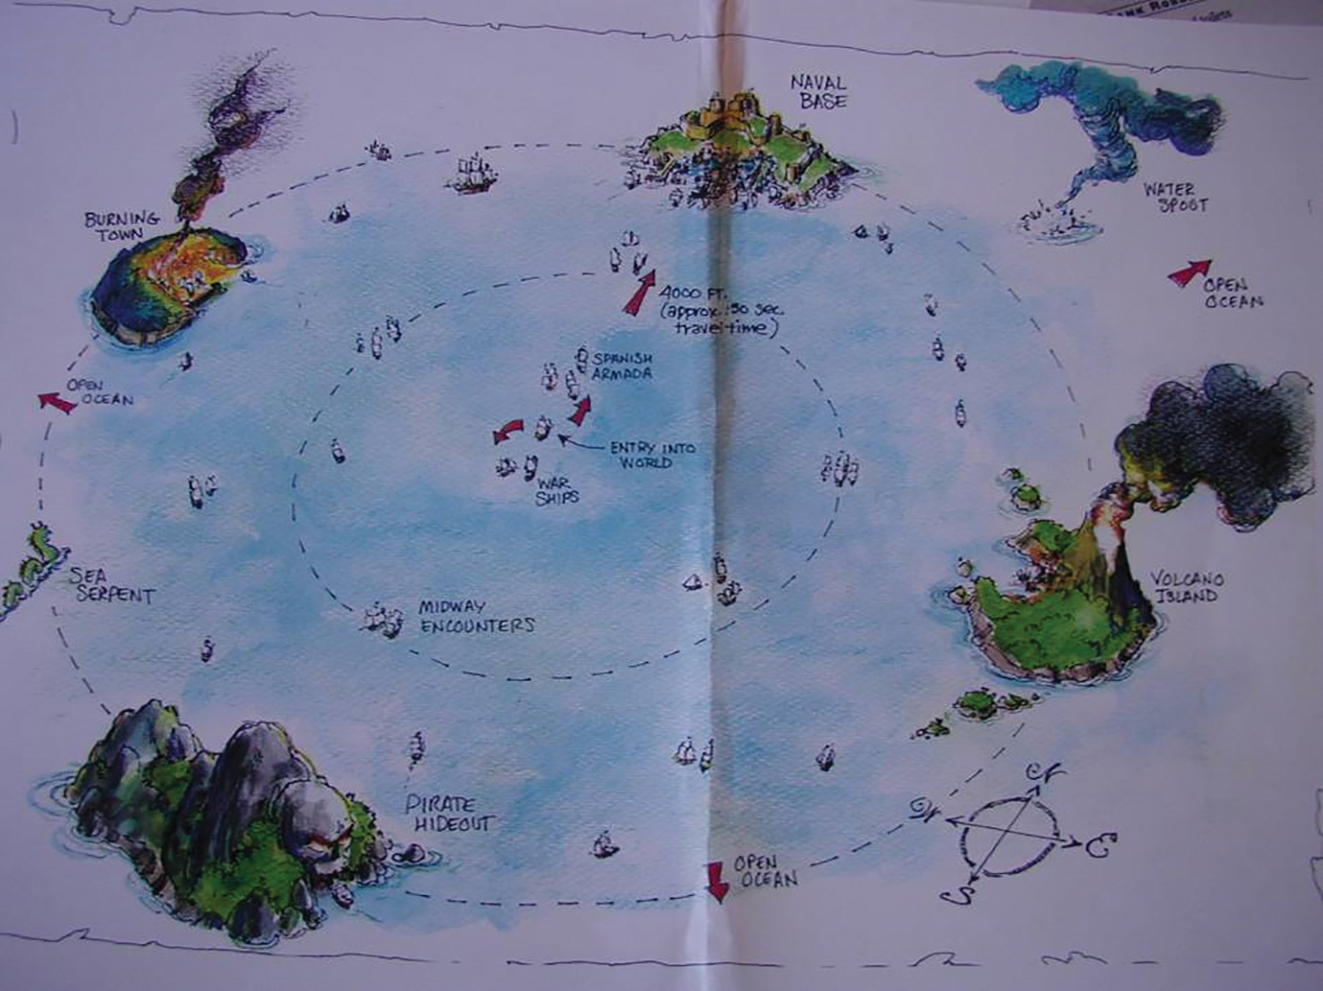 NAVAL
BASE
WATER
SPOUT
BURNING
TOWN
OPEN
OCEAN
4000 FT.
(approx. 30 sec.
travel time)
SPANISH
ARMADA
OPEN
OCEAN
ENTRY INTO
WORLD
WAR
SHIPS
SEA
SERPENT
MIDWAY
ENCOUNTERS
VOLCANO
ISLAND
PIRATE
HIDEOUT
OPEN
OCEAN
N
W
E
S